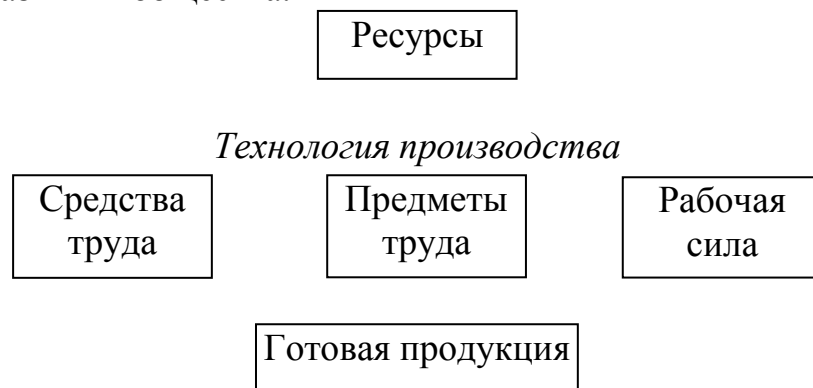 Ресурсы
Технология производства
Средства
труда
Предметы
труда
Рабочая
сила
Готовая продукция